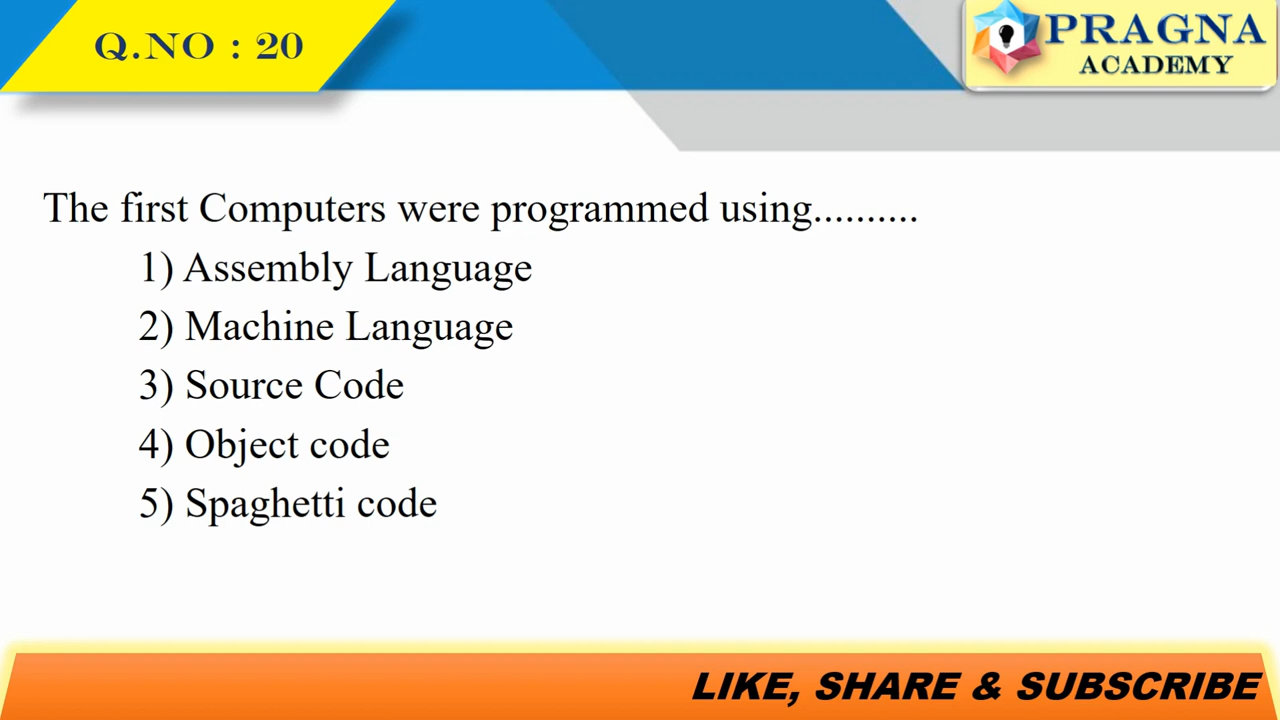 Q.NO : 20
PRAGNA
ACADEMY
The first Computers were programmed using..........
1) Assembly Language
2) Machine Language
3) Source Code
4) Object code
5) Spaghetti code
LIKE, SHARE & SUBSCRIBE